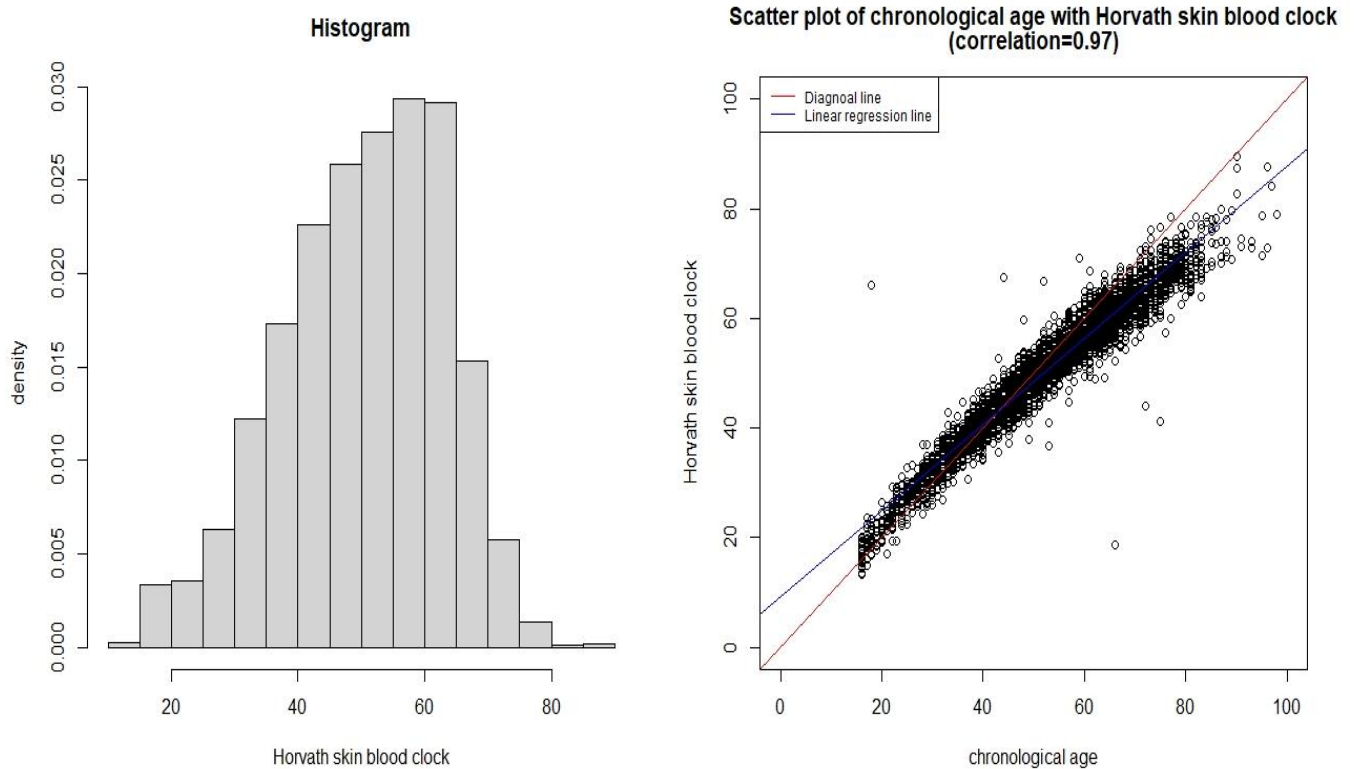 Histogram
density
0.000
0.005
0.010
0.015
0.020
0.025
0.030
20
40
60
80
Horvath skin blood clock
Scatter plot of chronological age with Horvath skin blood clock
(correlation=0.97)
Diagnoal line
Linear regression line
Horvath skin blood clock
0
20
40
60
80
100
0
20
40
60
80
100
chronological age